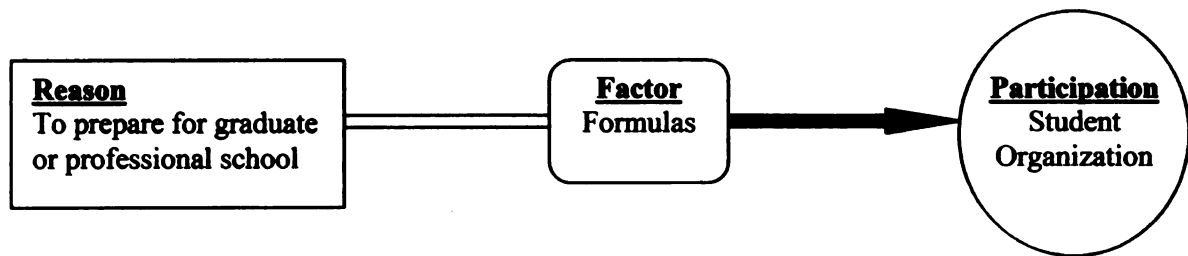 Reason
To prepare for graduate
or professional school
Factor
Formulas
Participation
Student
Organization